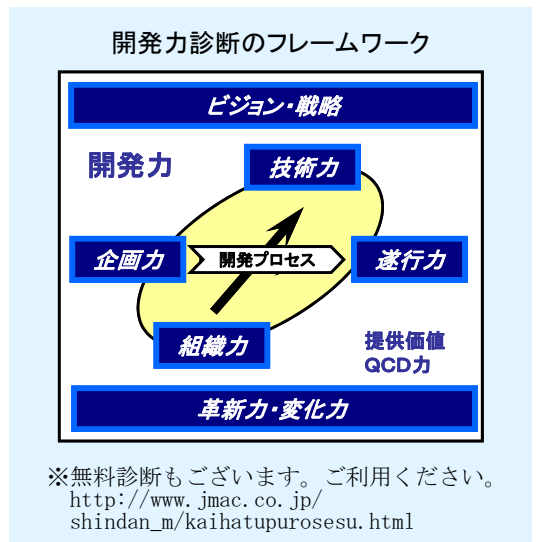 開発力診断のフレームワーク
ビジョン・戦略
開発力
技術力
企画力
開発プロセス
遂行力
組織力
提供価値
QCD力
革新力・変化力
※無料診断もございます。ご利用ください。
http://www.jmac.co.jp/
shindan_m/kaihatupurosesu.html